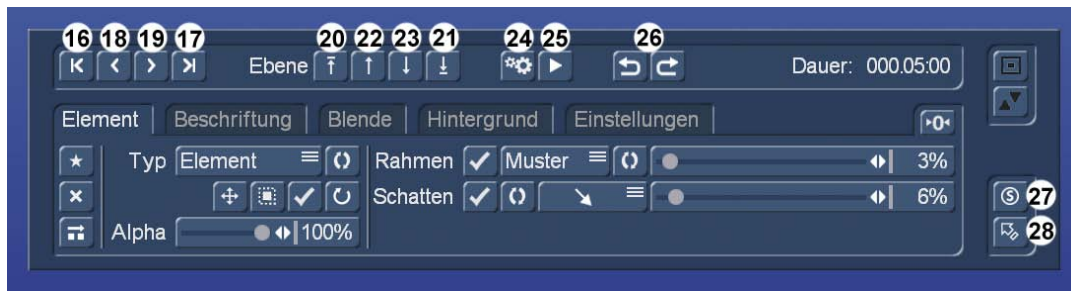 16 18 19 17 20 22 23 21 24 25 26
Ebene Dauer: 000.05:00
Element Beschriftung Blende Hintergrund Einstellungen 0
Typ Element Rahmen Muster 3%
Schatten 6% S 27
Alpha 100% 28